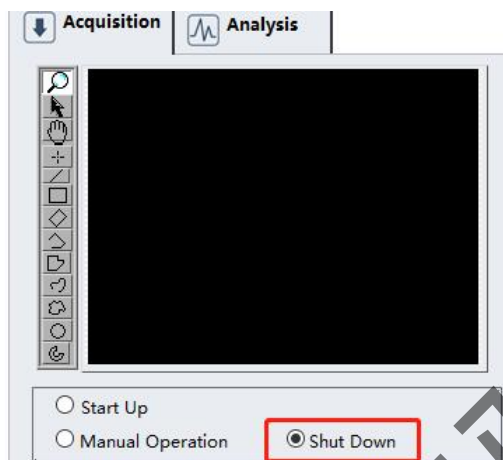 Acquisition
Analysis
Start Up
Manual Operation
Shut Down